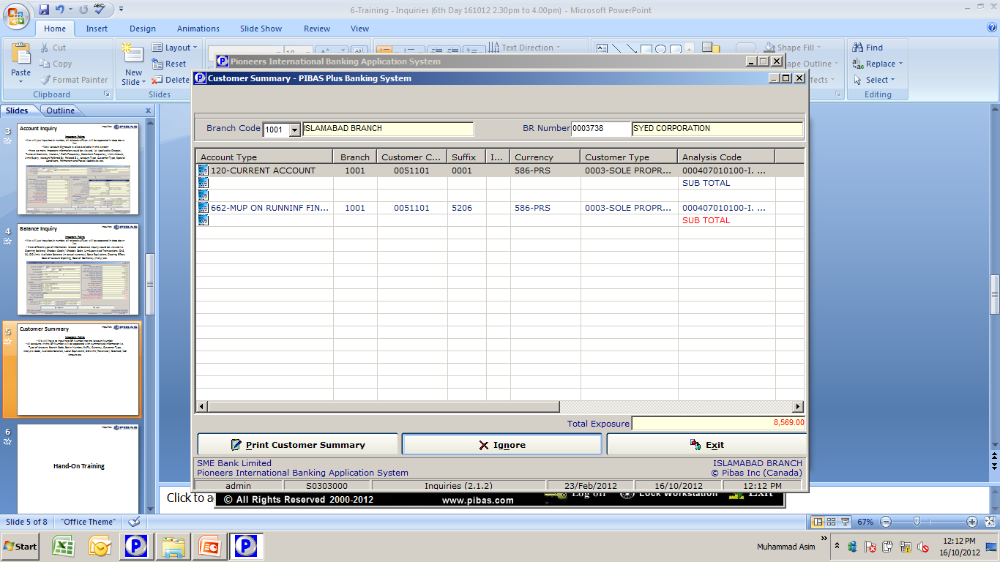 ABC
6-Training - Inquiries (6th Day 161012 2.30pm to 4.00pm) - Microsoft PowerPoint
Home Insert Design Animations Slide Show Review View
Paste
Cut
Copy
Format Painter
Clipboard
New Slide
Layout
Reset
Delete
Slides
Text Direction
Shape Fill
Find
Replace
Select
Editing
Slides Outline
Pioneers International Banking Application System
Customer Summary - PIBAS Plus Banking System
Branch Code 1001 ISLAMABAD BRANCH BR Number 0003738 SYED CORPORATION
Account Type Branch Customer C... Suffix I... Currency Customer Type Analysis Code
120-CURRENT ACCOUNT 1001 0051101 0001 586-PRS 0003-SOLE PROPR... 000407010100-I. ...
SUB TOTAL
662-MUP ON RUNNINF FIN... 1001 0051101 5206 586-PRS 0003-SOLE PROPR... 000407010100-I. ...
SUB TOTAL
Total Exposure 8,569.00
Print Customer Summary Ignore Exit
SME Bank Limited ISLAMABAD BRANCH
Pioneers International Banking Application System © Pibas Inc (Canada)
admin S0303000 Inquiries (2.1.2) 23/Feb/2012 16/10/2012 12:12 PM
© All Rights Reserved 2000-2012 www.pibas.com Log off Lock Workstation Exit
3
Account Inquiry
4
Balance Inquiry
5
Customer Summary
6
Hand-On Training
Click to a
Slide 5 of 8 "Office Theme" 67%
Start Muhammad Asim 12:12 PM
16/10/2012